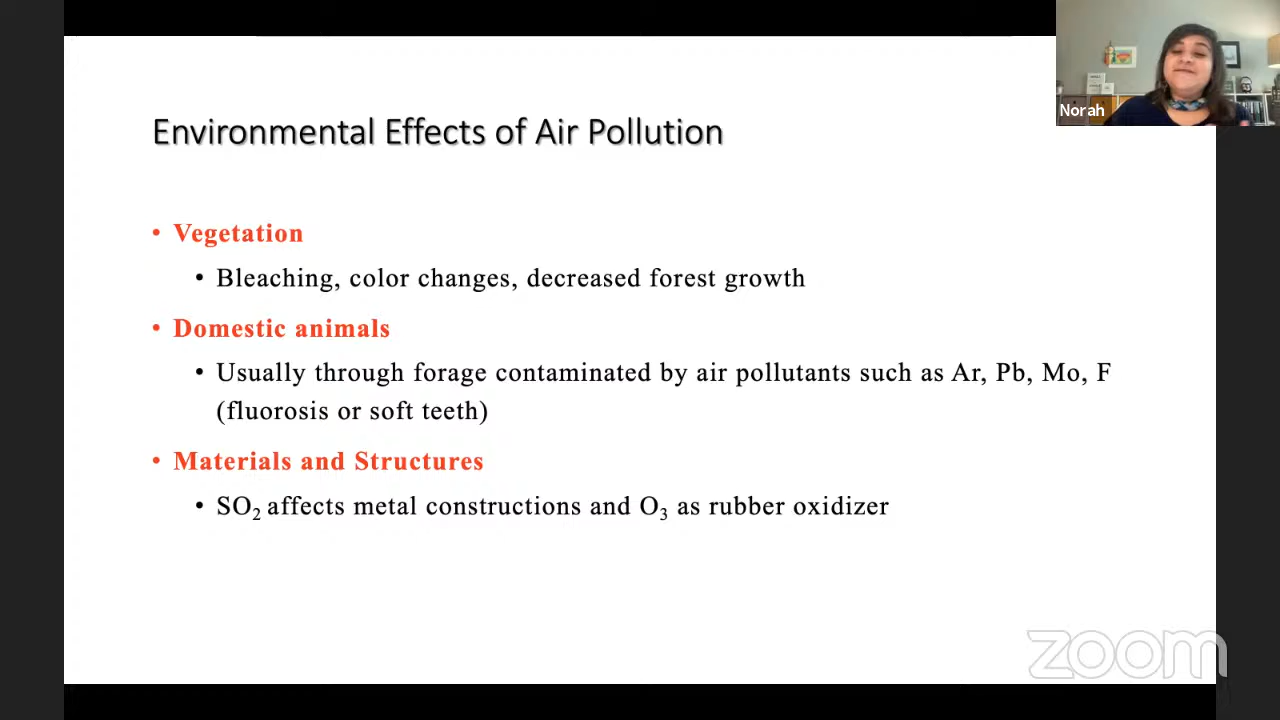 Environmental Effects of Air Pollution
Norah
• Vegetation
• Bleaching, color changes, decreased forest growth
• Domestic animals
• Usually through forage contaminated by air pollutants such as Ar, Pb, Mo, F
(fluorosis or soft teeth)
• Materials and Structures
• SO₂ affects metal constructions and O₃ as rubber oxidizer
zoom